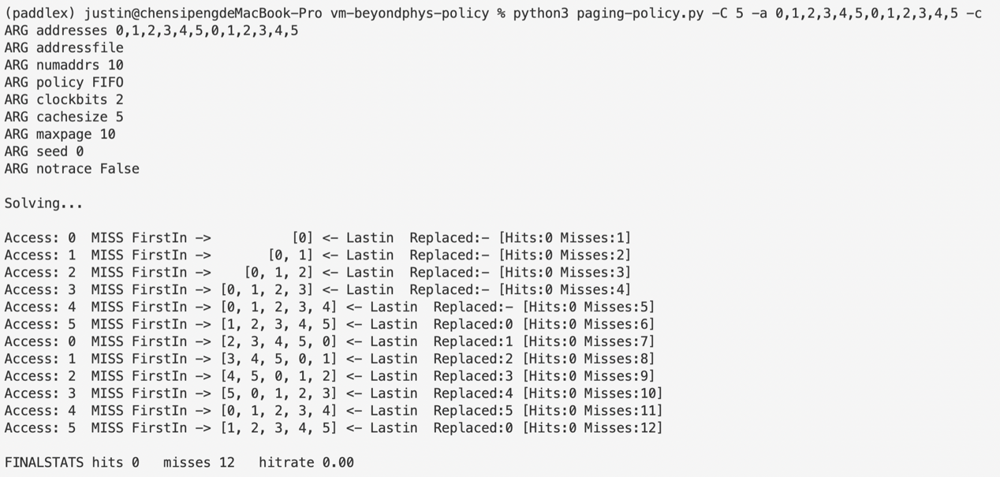 (paddlex) justin@chensipengdeMacBook-Pro vm-beyondphys-policy % python3 paging-policy.py -C 5 -a 0,1,2,3,4,5,0,1,2,3,4,5 -c
ARG addresses 0,1,2,3,4,5,0,1,2,3,4,5
ARG addressfile
ARG numaddrs 10
ARG policy FIFO
ARG clockbits 2
ARG cachesize 5
ARG maxpage 10
ARG seed 0
ARG notrace False

Solving...

Access: 0  MISS FirstIn ->          [0] <- Lastin  Replaced:- [Hits:0 Misses:1]
Access: 1  MISS FirstIn ->       [0, 1] <- Lastin  Replaced:- [Hits:0 Misses:2]
Access: 2  MISS FirstIn ->    [0, 1, 2] <- Lastin  Replaced:- [Hits:0 Misses:3]
Access: 3  MISS FirstIn -> [0, 1, 2, 3] <- Lastin  Replaced:- [Hits:0 Misses:4]
Access: 4  MISS FirstIn -> [0, 1, 2, 3, 4] <- Lastin  Replaced:- [Hits:0 Misses:5]
Access: 5  MISS FirstIn -> [1, 2, 3, 4, 5] <- Lastin  Replaced:0 [Hits:0 Misses:6]
Access: 0  MISS FirstIn -> [2, 3, 4, 5, 0] <- Lastin  Replaced:1 [Hits:0 Misses:7]
Access: 1  MISS FirstIn -> [3, 4, 5, 0, 1] <- Lastin  Replaced:2 [Hits:0 Misses:8]
Access: 2  MISS FirstIn -> [4, 5, 0, 1, 2] <- Lastin  Replaced:3 [Hits:0 Misses:9]
Access: 3  MISS FirstIn -> [5, 0, 1, 2, 3] <- Lastin  Replaced:4 [Hits:0 Misses:10]
Access: 4  MISS FirstIn -> [0, 1, 2, 3, 4] <- Lastin  Replaced:5 [Hits:0 Misses:11]
Access: 5  MISS FirstIn -> [1, 2, 3, 4, 5] <- Lastin  Replaced:0 [Hits:0 Misses:12]

FINALSTATS hits 0   misses 12   hitrate 0.00